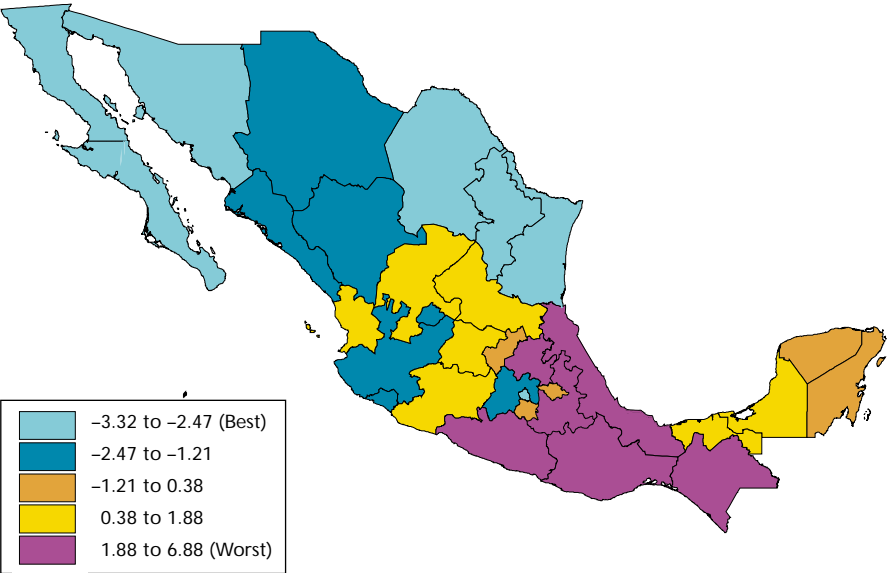 −3.32 to −2.47 (Best)
−2.47 to −1.21
−1.21 to 0.38
0.38 to 1.88
1.88 to 6.88 (Worst)